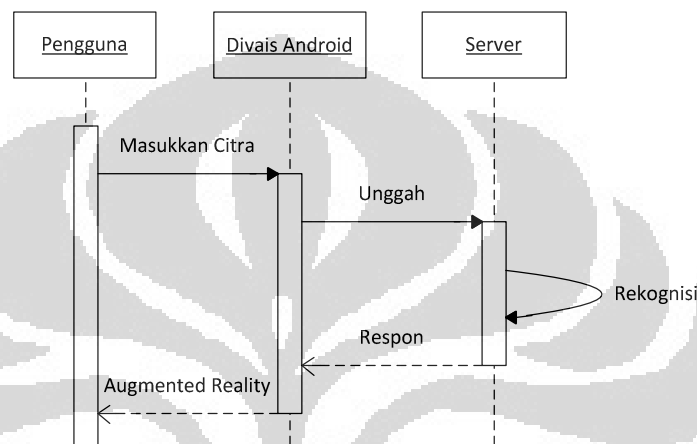 Pengguna
Divais Android
Server
Masukkan Citra
Unggah
Rekognisi
Respon
Augmented Reality